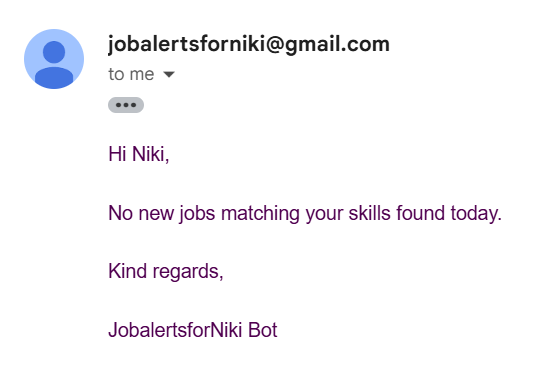 jobalertsforniki@gmail.com
to me
Hi Niki,
No new jobs matching your skills found today.
Kind regards,
JobalertsforNiki Bot